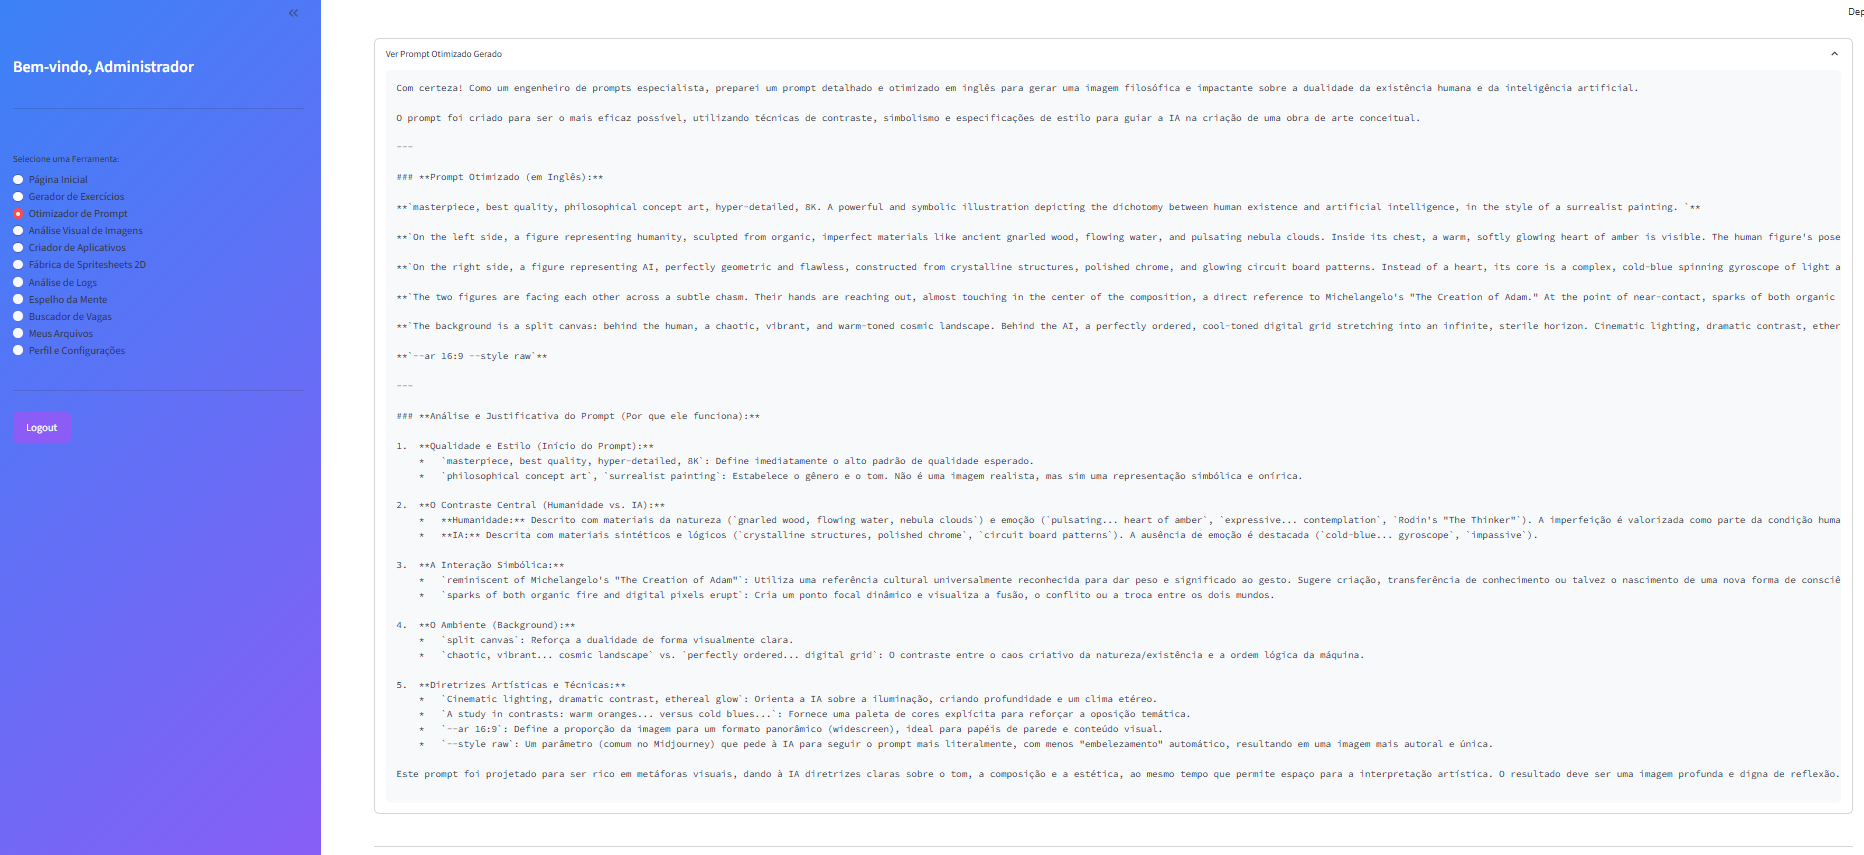 Bem-vindo, Administrador
Selecione uma Ferramenta:
Página Inicial
Gerador de Exercícios
Otimizador de Prompt
Análise Visual de Imagens
Criador de Aplicativos
Fábrica de Spritesheets 2D
Análise de Logs
Espelho da Mente
Buscador de Vagas
Meus Arquivos
Perfil e Configurações
Logout
Dep
Ver Prompt Otimizado Gerado
Com certeza! Como um engenheiro de prompts especialista, preparei um prompt detalhado e otimizado em inglês para gerar uma imagem filosófica e impactante sobre a dualidade da existência humana e da inteligência artificial.
O prompt foi criado para ser o mais eficaz possível, utilizando técnicas de contraste, simbolismo e especificações de estilo para guiar a IA na criação de uma obra de arte conceitual.
---
### **Prompt Otimizado (em Inglês):**
**`masterpiece, best quality, philosophical concept art, hyper-detailed, 8K. A powerful and symbolic illustration depicting the dichotomy between human existence and artificial intelligence, in the style of a surrealist painting. `**
**`On the left side, a figure representing humanity, sculpted from organic, imperfect materials like ancient gnarled wood, flowing water, and pulsating nebula clouds. Inside its chest, a warm, softly glowing heart of amber is visible. The human figure's pose
**`On the right side, a figure representing AI, perfectly geometric and flawless, constructed from crystalline structures, polished chrome, and glowing circuit board patterns. Instead of a heart, its core is a complex, cold-blue spinning gyroscope of light a
**`The two figures are facing each other across a subtle chasm. Their hands are reaching out, almost touching in the center of the composition, a direct reference to Michelangelo's "The Creation of Adam." At the point of near-contact, sparks of both organic
**`The background is a split canvas: behind the human, a chaotic, vibrant, and warm-toned cosmic landscape. Behind the AI, a perfectly ordered, cool-toned digital grid stretching into an infinite, sterile horizon. Cinematic lighting, dramatic contrast, ether
**`--ar 16:9 --style raw`**
---
### **Análise e Justificativa do Prompt (Por que ele funciona):**
1. **Qualidade e Estilo (Início do Prompt):**
* `masterpiece, best quality, hyper-detailed, 8K`: Define imediatamente o alto padrão de qualidade esperado.
* `philosophical concept art`, `surrealist painting`: Estabelece o gênero e o tom. Não é uma imagem realista, mas sim uma representação simbólica e onírica.
2. **O Contraste Central (Humanidade vs. IA):**
* **Humanidade:** Descrito com materiais da natureza (`gnarled wood, flowing water, nebula clouds`) e emoção (`pulsating... heart of amber`, `expressive... contemplation`, `Rodin's "The Thinker"`). A imperfeição é valorizada como parte da condição huma
* **IA:** Descrita com materiais sintéticos e lógicos (`crystalline structures, polished chrome`, `circuit board patterns`). A ausência de emoção é destacada (`cold-blue... gyroscope`, `impassive`).
3. **A Interação Simbólica:**
* `reminiscent of Michelangelo's "The Creation of Adam"`: Utiliza uma referência cultural universalmente reconhecida para dar peso e significado ao gesto. Sugere criação, transferência de conhecimento ou talvez o nascimento de uma nova forma de consciê
* `sparks of both organic fire and digital pixels erupt`: Cria um ponto focal dinâmico e visualiza a fusão, o conflito ou a troca entre os dois mundos.
4. **O Ambiente (Background):**
* `split canvas`: Reforça a dualidade de forma visualmente clara.
* `chaotic, vibrant... cosmic landscape` vs. `perfectly ordered... digital grid`: O contraste entre o caos criativo da natureza/existência e a ordem lógica da máquina.
5. **Diretrizes Artísticas e Técnicas:**
* `Cinematic lighting, dramatic contrast, ethereal glow`: Orienta a IA sobre a iluminação, criando profundidade e um clima etéreo.
* `A study in contrasts: warm oranges... versus cold blues...`: Fornece uma paleta de cores explícita para reforçar a oposição temática.
* `--ar 16:9`: Define a proporção da imagem para um formato panorâmico (widescreen), ideal para papéis de parede e conteúdo visual.
* `--style raw`: Um parâmetro (comum no Midjourney) que pede à IA para seguir o prompt mais literalmente, com menos "embelezamento" automático, resultando em uma imagem mais autoral e única.
Este prompt foi projetado para ser rico em metáforas visuais, dando à IA diretrizes claras sobre o tom, a composição e a estética, ao mesmo tempo que permite espaço para a interpretação artística. O resultado deve ser uma imagem profunda e digna de reflexão.